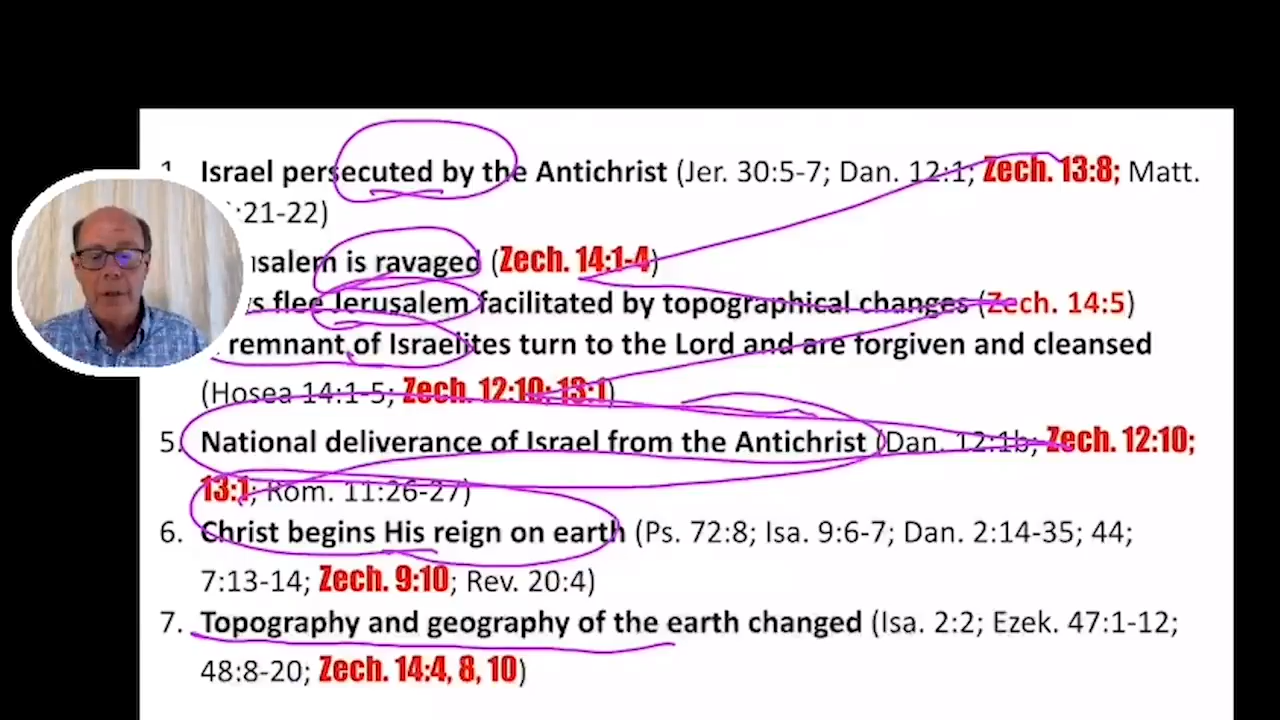 1. Israel persecuted by the Antichrist (Jer. 30:5-7; Dan. 12:1; Zech. 13:8; Matt.
:21-22)
usalem is ravaged (Zech. 14:1-4)
flee Jerusalem facilitated by topographical changes (Zech. 14:5)
remnant of Israelites turn to the Lord and are forgiven and cleansed
(Hosea 14:1-5; Zech. 12:10; 13:1)
5. National deliverance of Israel from the Antichrist (Dan. 12:1b; Zech. 12:10;
13:1; Rom. 11:26-27)
6. Christ begins His reign on earth (Ps. 72:8; Isa. 9:6-7; Dan. 2:14-35; 44;
7:13-14; Zech. 9:10; Rev. 20:4)
7. Topography and geography of the earth changed (Isa. 2:2; Ezek. 47:1-12;
48:8-20; Zech. 14:4, 8, 10)